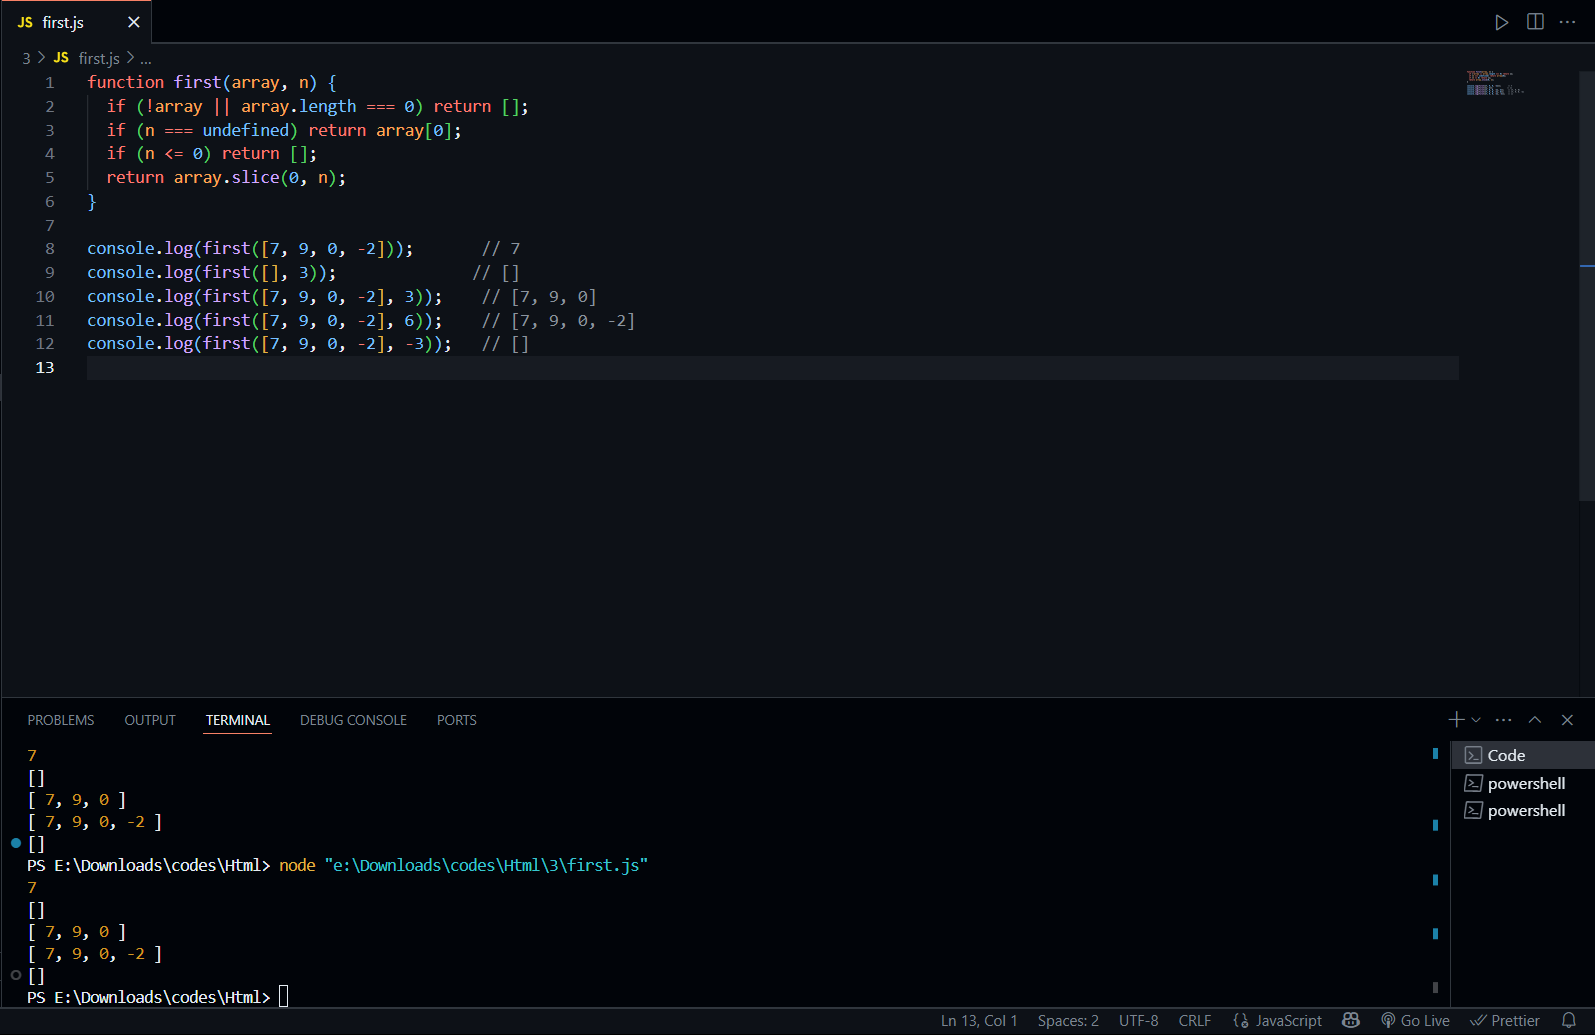 JS first.js
3 > JS first.js > ...
1 function first(array, n) {
2   if (!array || array.length === 0) return [];
3   if (n === undefined) return array[0];
4   if (n <= 0) return [];
5   return array.slice(0, n);
6 }
7
8 console.log(first([7, 9, 0, -2]));       // 7
9 console.log(first([], 3));              // []
10 console.log(first([7, 9, 0, -2], 3));    // [7, 9, 0]
11 console.log(first([7, 9, 0, -2], 6));    // [7, 9, 0, -2]
12 console.log(first([7, 9, 0, -2], -3));   // []
13
PROBLEMS OUTPUT TERMINAL DEBUG CONSOLE PORTS
7
[]
[ 7, 9, 0 ]
[ 7, 9, 0, -2 ]
[]
PS E:\Downloads\codes\Html> node "e:\Downloads\codes\Html\3\first.js"
7
[]
[ 7, 9, 0 ]
[ 7, 9, 0, -2 ]
[]
PS E:\Downloads\codes\Html>
Code
powershell
powershell
Ln 13, Col 1 Spaces: 2 UTF-8 CRLF JavaScript Go Live Prettier